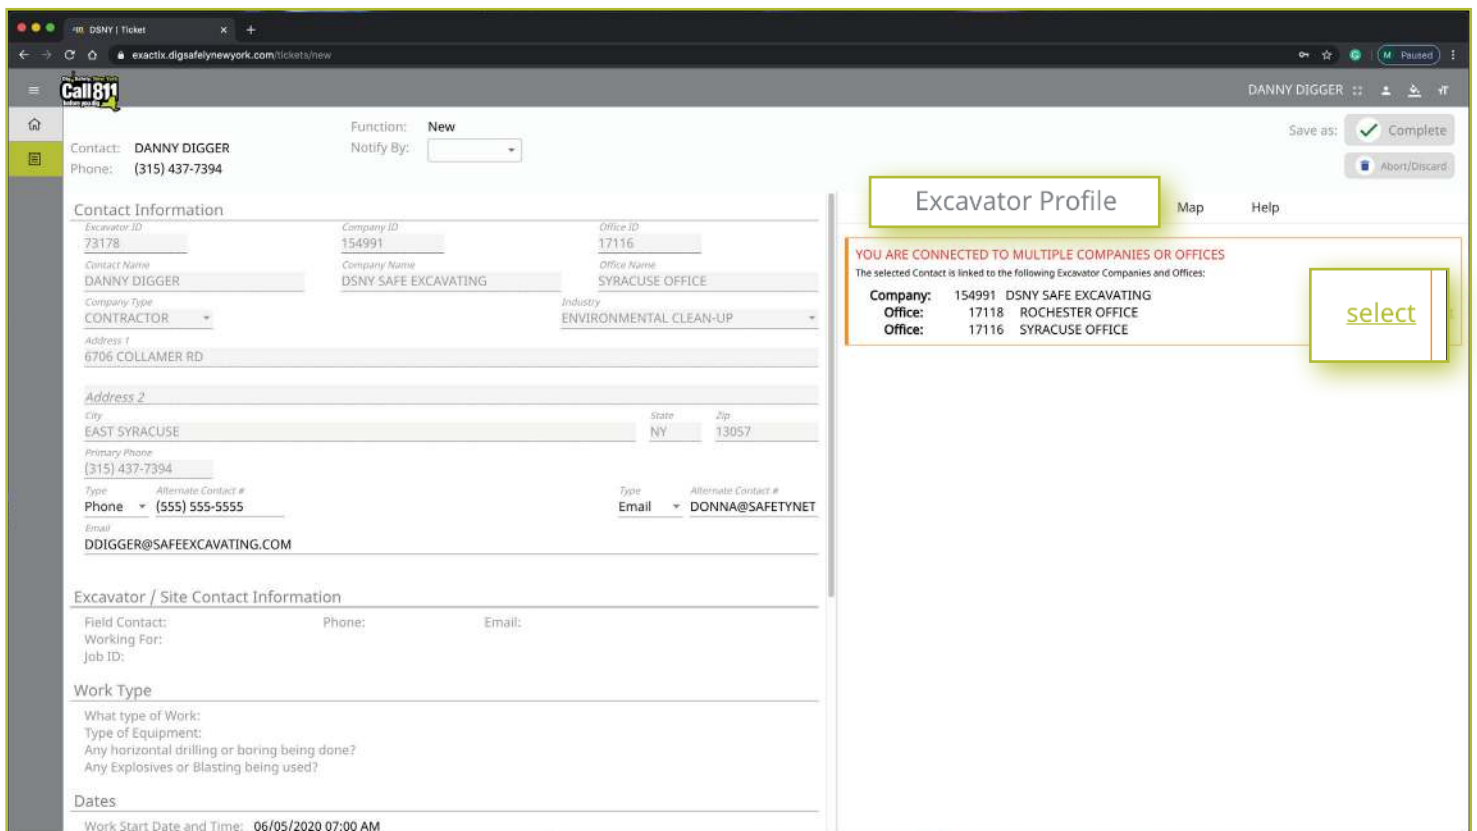 DSNY | Ticket
exactix.digsafelynewyork.com/tickets/new
M Paused
Call 811
before you dig
DANNY DIGGER
Contact: DANNY DIGGER
Phone: (315) 437-7394
Function: New
Notify By:
Save as: Complete
Abort/Discard
Contact Information
Excavator ID Company ID Office ID
73178 154991 17116
Contact Name Company Name Office Name
DANNY DIGGER DSNY SAFE EXCAVATING SYRACUSE OFFICE
Company Type Industry
CONTRACTOR ENVIRONMENTAL CLEAN-UP
Address 1
6706 COLLAMER RD
Address 2
City State Zip
EAST SYRACUSE NY 13057
Primary Phone
(315) 437-7394
Type Alternate Contact # Type Alternate Contact #
Phone (555) 555-5555 Email DONNA@SAFETYNET
Email
DDIGGER@SAFEEXCAVATING.COM
Excavator / Site Contact Information
Field Contact: Phone: Email:
Working For:
Job ID:
Work Type
What type of Work:
Type of Equipment:
Any horizontal drilling or boring being done?
Any Explosives or Blasting being used?
Dates
Work Start Date and Time: 06/05/2020 07:00 AM
Excavator Profile Map Help
YOU ARE CONNECTED TO MULTIPLE COMPANIES OR OFFICES
The selected Contact is linked to the following Excavator Companies and Offices:
Company: 154991 DSNY SAFE EXCAVATING
Office: 17118 ROCHESTER OFFICE
Office: 17116 SYRACUSE OFFICE
select